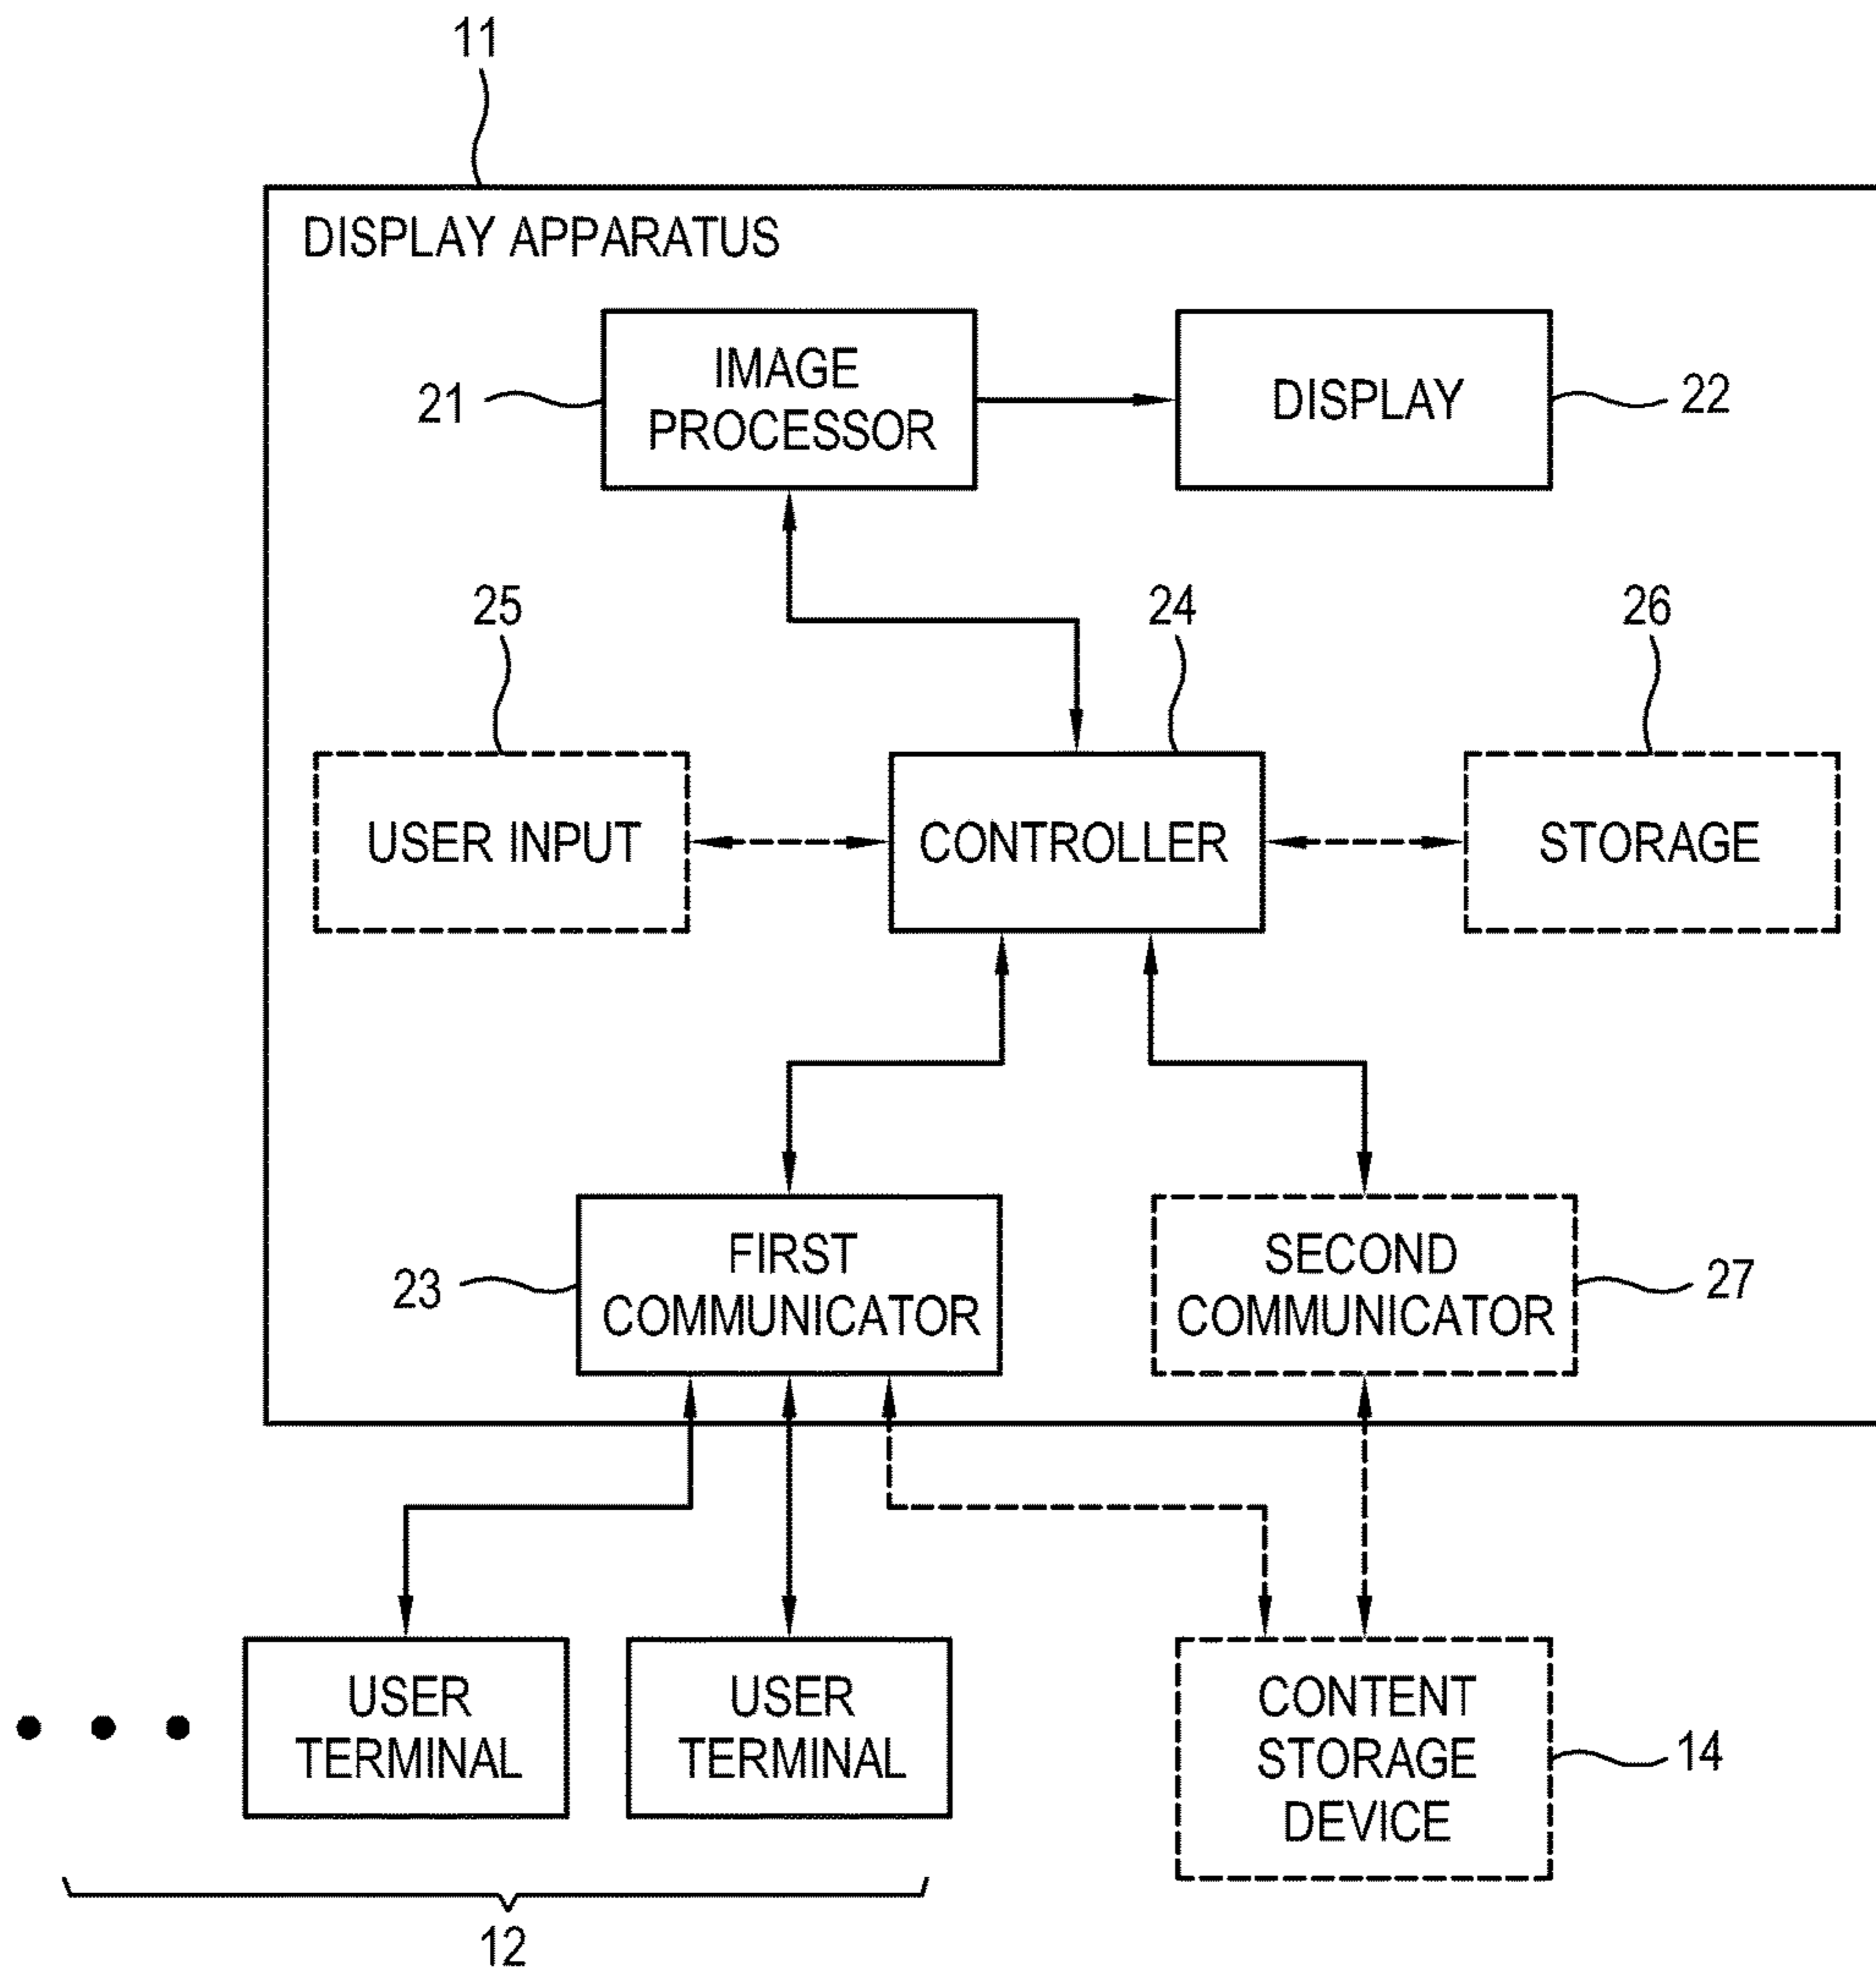 11
DISPLAY APPARATUS
IMAGE
PROCESSOR
21
DISPLAY
22
25
24
26
USER INPUT
CONTROLLER
STORAGE
FIRST
COMMUNICATOR
23
SECOND
COMMUNICATOR
27
USER
TERMINAL
USER
TERMINAL
CONTENT
STORAGE
DEVICE
14
12